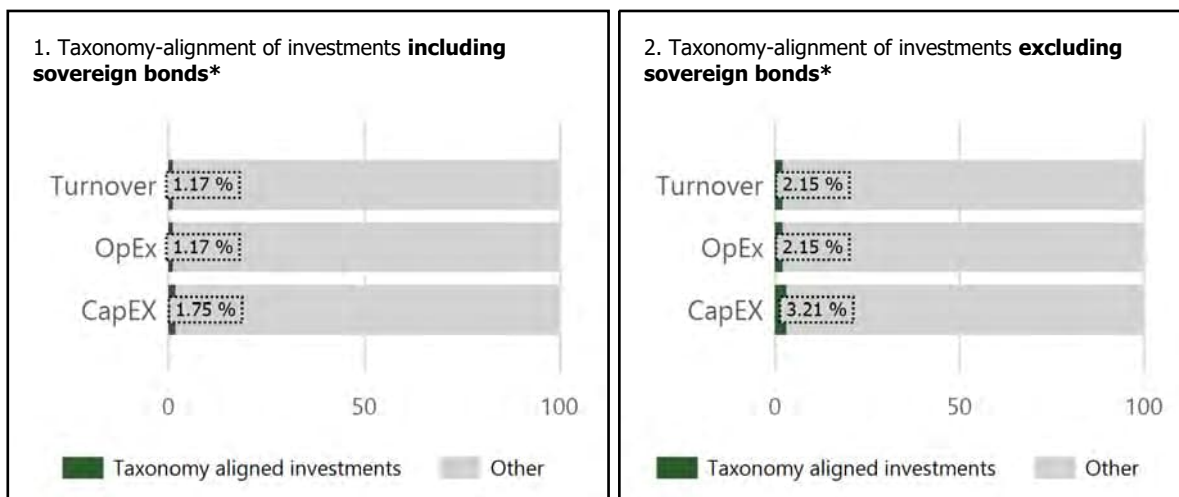 1. Taxonomy-alignment of investments including
sovereign bonds*
Turnover 1.17 %
OpEx 1.17 %
CapEX 1.75 %
0 50 100
Taxonomy aligned investments Other
2. Taxonomy-alignment of investments excluding
sovereign bonds*
Turnover 2.15 %
OpEx 2.15 %
CapEX 3.21 %
0 50 100
Taxonomy aligned investments Other